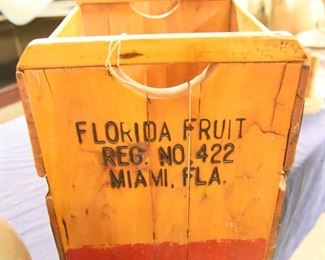 FLORIDA FRUIT
REG. NO. 422
MIAMI, FLA.